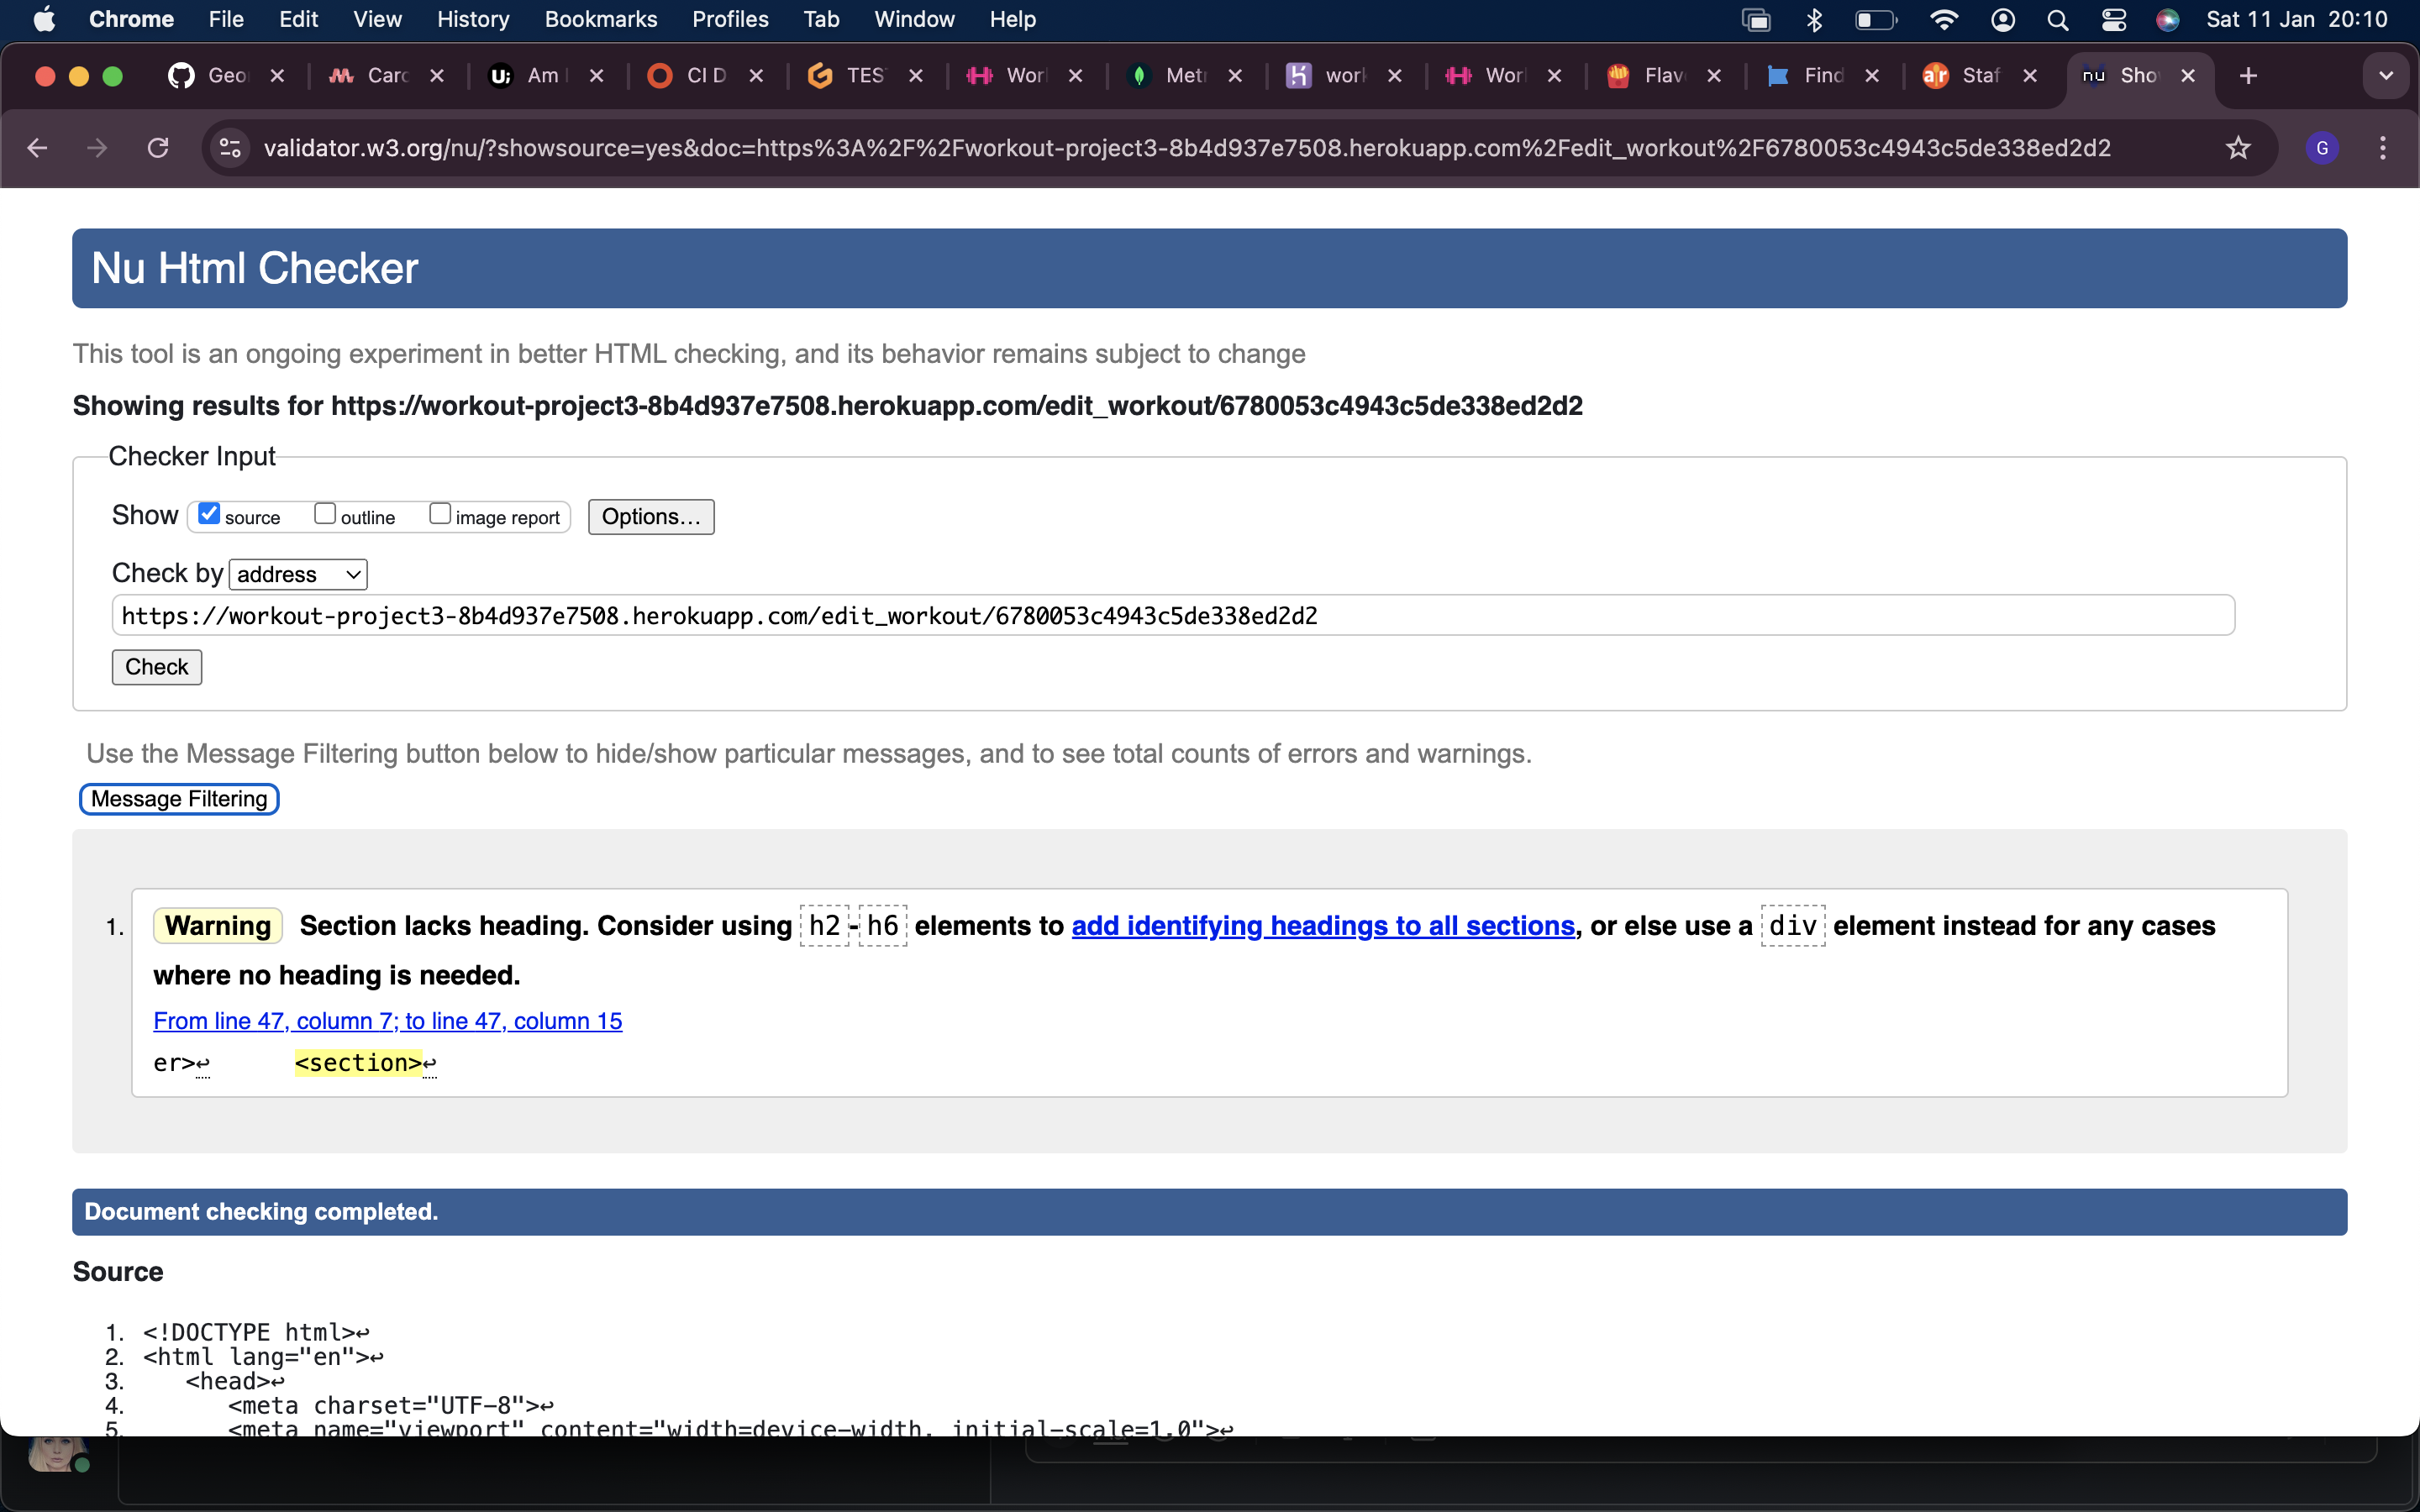 Chrome File Edit View History Bookmarks Profiles Tab Window Help Sat 11 Jan 20:10
Geo Carc Am CI D TES Wor Met work Wor Flav Find Staf Sho
validator.w3.org/nu/?showsource=yes&doc=https%3A%2F%2Fworkout-project3-8b4d937e7508.herokuapp.com%2Fedit_workout%2F6780053c4943c5de338ed2d2 G
Nu Html Checker
This tool is an ongoing experiment in better HTML checking, and its behavior remains subject to change
Showing results for https://workout-project3-8b4d937e7508.herokuapp.com/edit_workout/6780053c4943c5de338ed2d2
Checker Input
Show source outline image report Options...
Check by address
https://workout-project3-8b4d937e7508.herokuapp.com/edit_workout/6780053c4943c5de338ed2d2
Check
Use the Message Filtering button below to hide/show particular messages, and to see total counts of errors and warnings.
Message Filtering
1. Warning Section lacks heading. Consider using h2-h6 elements to add identifying headings to all sections, or else use a div element instead for any cases
where no heading is needed.
From line 47, column 7; to line 47, column 15
er>↩ <section>↩
Document checking completed.
Source
1. <!DOCTYPE html>↩
2. <html lang="en">↩
3. <head>↩
4. <meta charset="UTF-8">↩
5. <meta name="viewport" content="width=device-width, initial-scale=1.0">↩